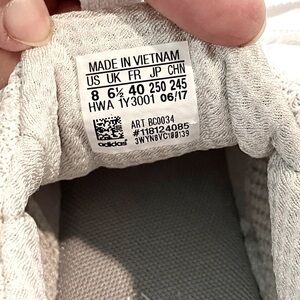 MADE IN VIETNAM
US UK FR JP CHN
8 6½ 40 250 245
HWA 1Y3001 06/17
ART BC0034
#118124085
adidas